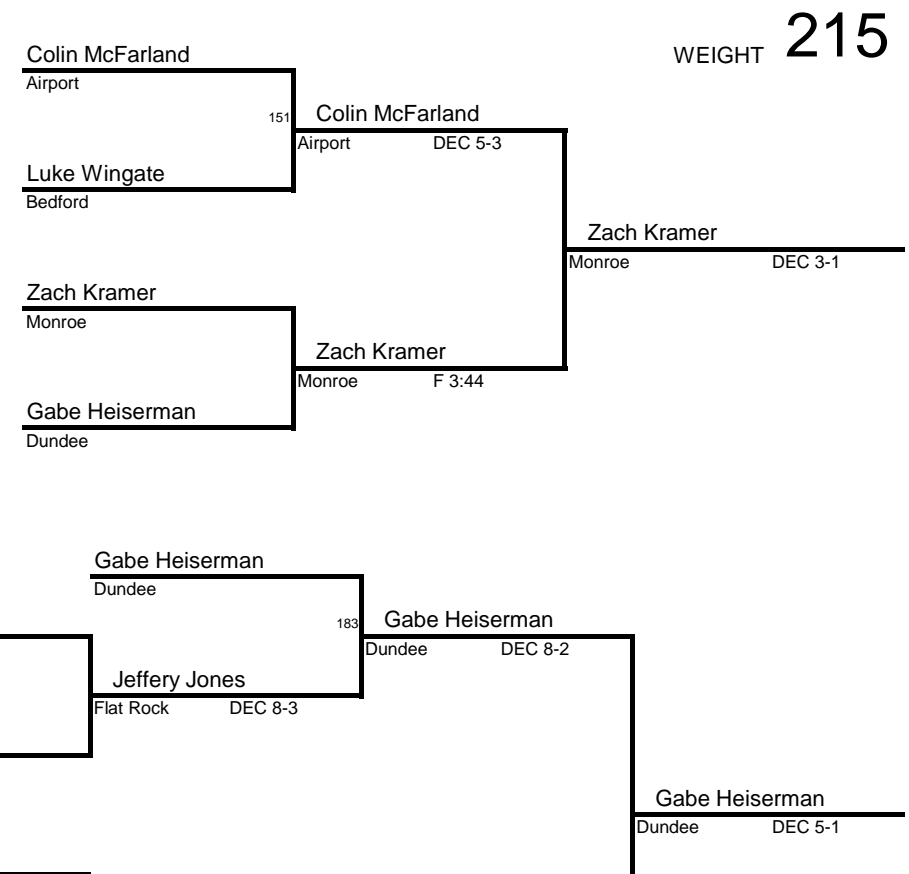 WEIGHT 215
Colin McFarland
Airport
151
Colin McFarland
Airport DEC 5-3
Luke Wingate
Bedford
Zach Kramer
Monroe DEC 3-1
Zach Kramer
Monroe
Zach Kramer
Monroe F 3:44
Gabe Heiserman
Dundee
Gabe Heiserman
Dundee
183
Gabe Heiserman
Dundee DEC 8-2
Jeffery Jones
Flat Rock DEC 8-3
Gabe Heiserman
Dundee DEC 5-1